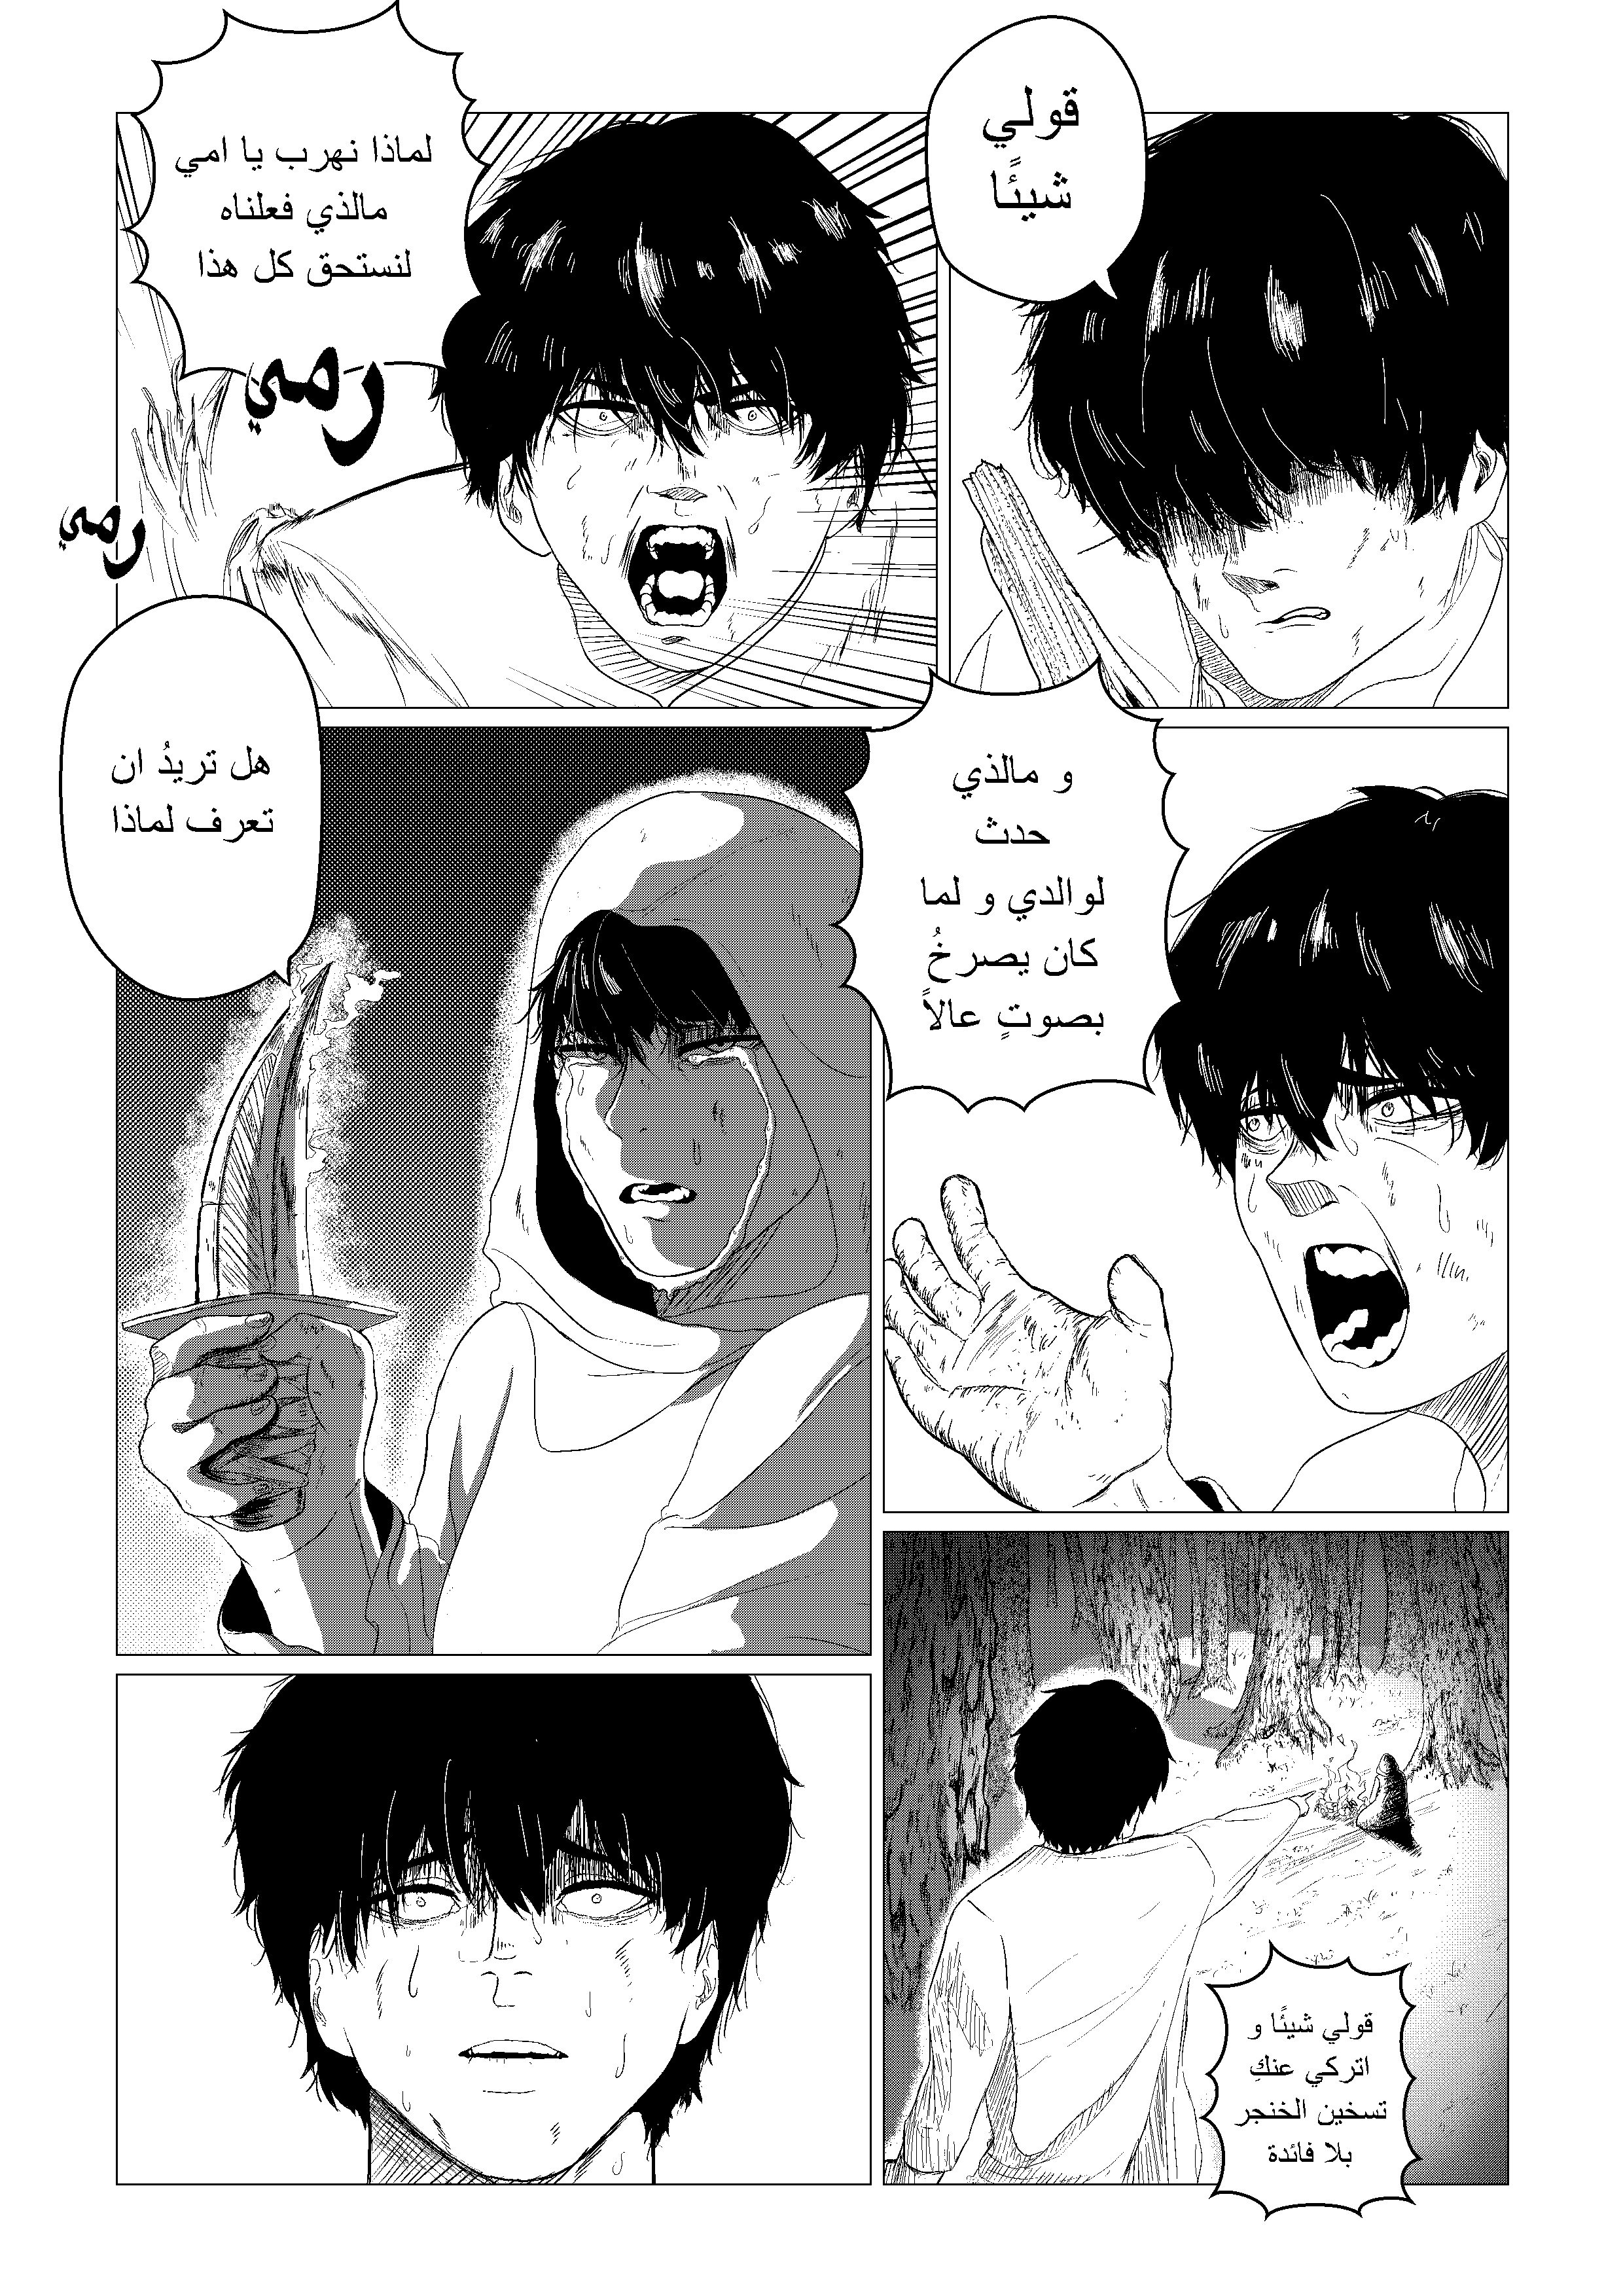 قولي
شيئًا
لماذا نهرب يا امي
مالذي فعلناه
لنستحق كل هذا
رَمي
رمي
و مالذي
حدث
لوالدي و لما
كان يصرخُ
بصوتٍ عالاً
قولي شيئًا و
اتركي عنكِ
تسخين الخنجر
بلا فائدة
هل تريدُ ان
تعرف لماذا